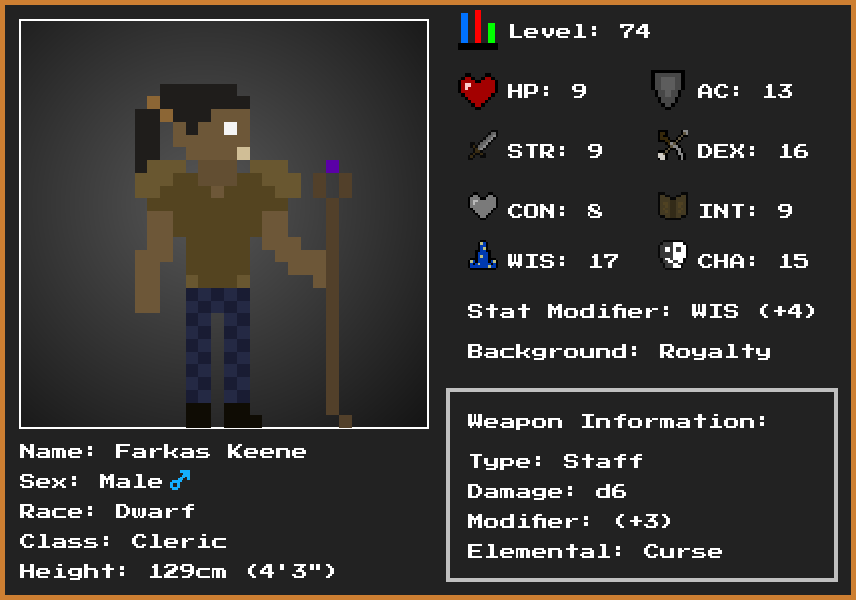 Level: 74
HP: 9
AC: 13
STR: 9
DEX: 16
CON: 8
INT: 9
WIS: 17
CHA: 15
Stat Modifier: WIS (+4)
Background: Royalty
Weapon Information:
Type: Staff
Damage: d6
Modifier: (+3)
Elemental: Curse
Name: Farkas Keene
Sex: Male ♂
Race: Dwarf
Class: Cleric
Height: 129cm (4'3")